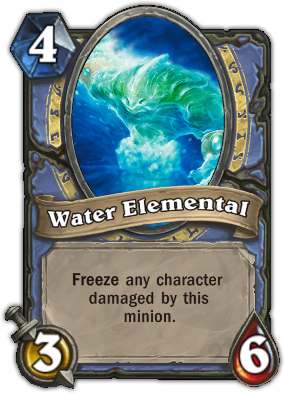 4
Water Elemental
Freeze any character
damaged by this
minion.
3
6